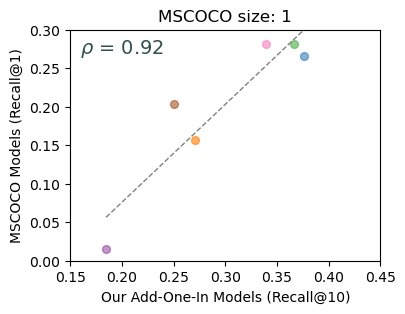 MSCOCO size: 1
ρ = 0.92
MSCOCO Models (Recall@1)
0.30
0.25
0.20
0.15
0.10
0.05
0.00
0.15 0.20 0.25 0.30 0.35 0.40 0.45
Our Add-One-In Models (Recall@10)